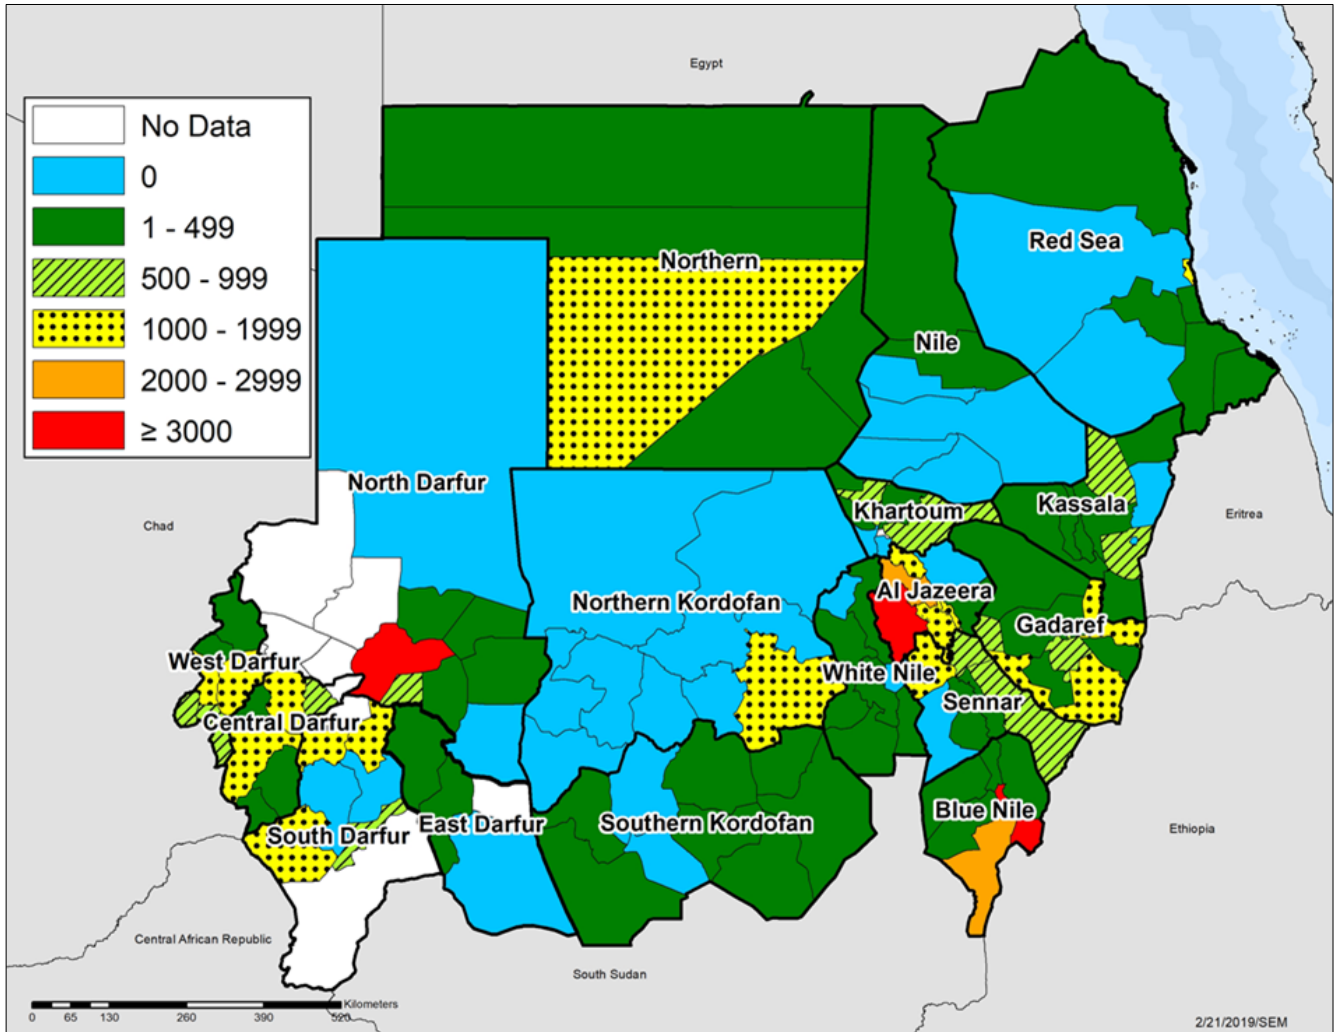 Egypt
No Data
0
1 - 499
500 - 999
1000 - 1999
2000 - 2999
≥ 3000
Red Sea
Northern
Nile
North Darfur
Chad
Khartoum
Kassala
Eritrea
Northern Kordofan
Al Jazeera
Gadaref
West Darfur
White Nile
Sennar
Central Darfur
Blue Nile
South Darfur
East Darfur
Southern Kordofan
Ethiopia
Central African Republic
South Sudan
Kilometers
0 65 130 260 390 520
2/21/2019/SEM